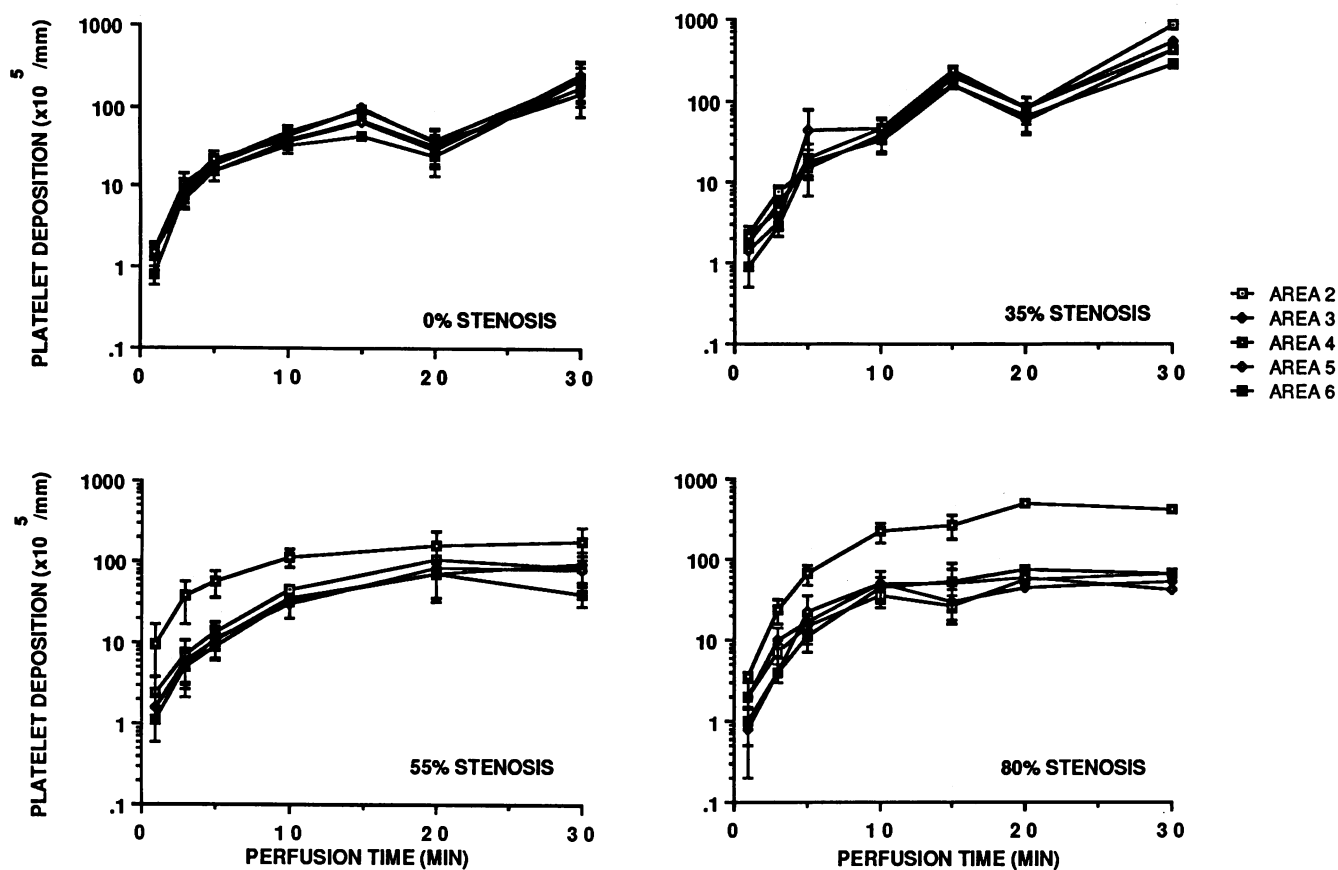 PLATELET DEPOSITION (x10 5 /mm)
1000
100
10
1
.1
0
10
20
30
0% STENOSIS
1000
100
10
1
.1
0
10
20
30
35% STENOSIS
AREA 2
AREA 3
AREA 4
AREA 5
AREA 6
PLATELET DEPOSITION (x10 5 /mm)
1000
100
10
1
.1
0
10
20
30
55% STENOSIS
PERFUSION TIME (MIN)
1000
100
10
1
.1
0
10
20
30
80% STENOSIS
PERFUSION TIME (MIN)